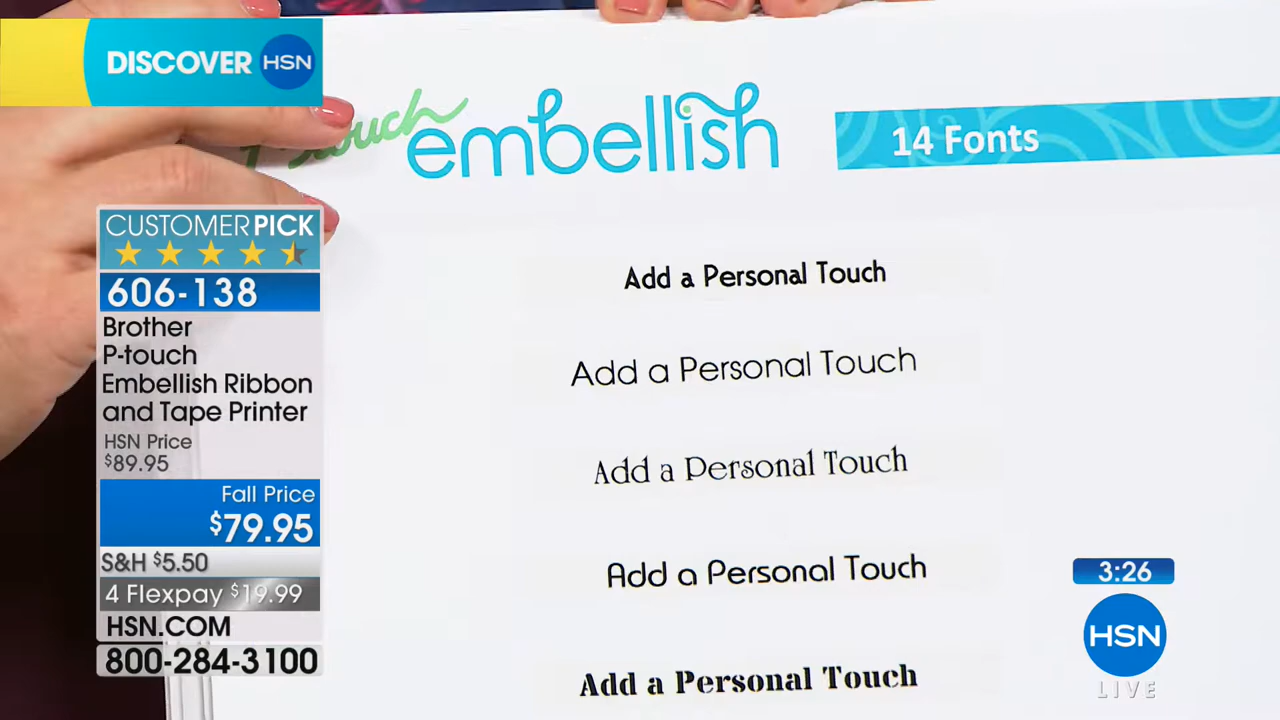 DISCOVER HSN
P-touch
embellish
14 Fonts
CUSTOMER PICK
606-138
Brother
P-touch
Embellish Ribbon
and Tape Printer
HSN Price
$89.95
Fall Price
$79.95
S&H $5.50
4 Flexpay $19.99
HSN.COM
800-284-3100
Add a Personal Touch
Add a Personal Touch
Add a Personal Touch
Add a Personal Touch
Add a Personal Touch
3:26
HSN
LIVE